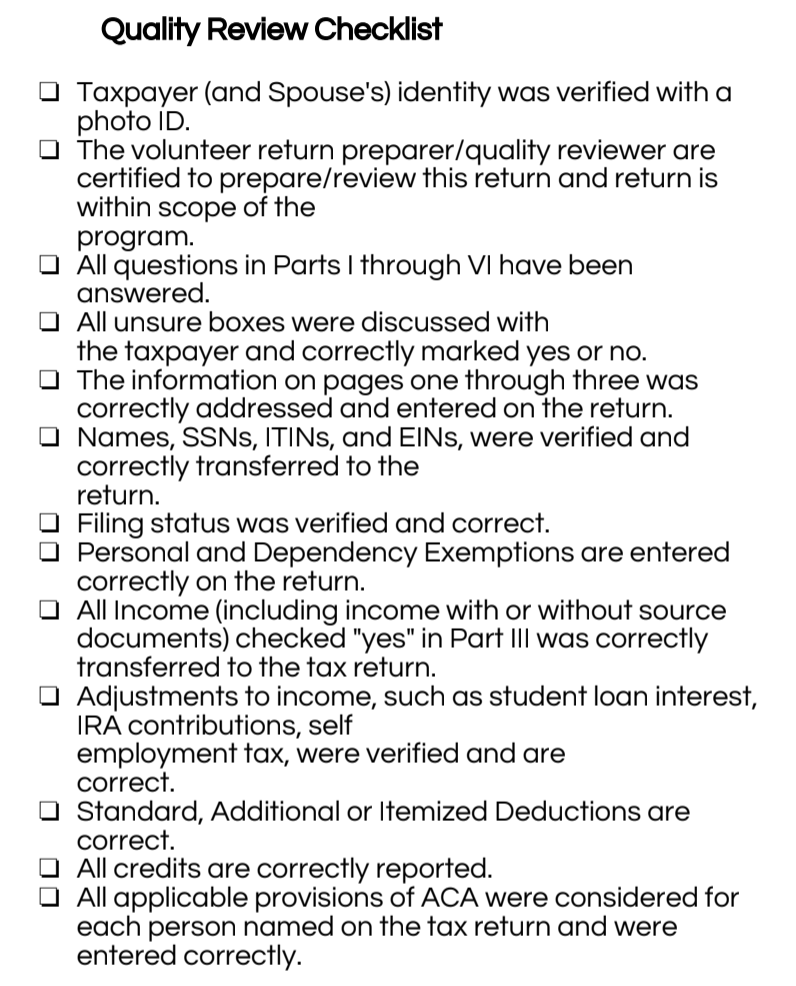 Quality Review Checklist
❏ Taxpayer (and Spouse's) identity was verified with a
photo ID.
❏ The volunteer return preparer/quality reviewer are
certified to prepare/review this return and return is
within scope of the
program.
❏ All questions in Parts I through VI have been
answered.
❏ All unsure boxes were discussed with
the taxpayer and correctly marked yes or no.
❏ The information on pages one through three was
correctly addressed and entered on the return.
❏ Names, SSNs, ITINs, and EINs, were verified and
correctly transferred to the
return.
❏ Filing status was verified and correct.
❏ Personal and Dependency Exemptions are entered
correctly on the return.
❏ All Income (including income with or without source
documents) checked "yes" in Part III was correctly
transferred to the tax return.
❏ Adjustments to income, such as student loan interest,
IRA contributions, self
employment tax, were verified and are
correct.
❏ Standard, Additional or Itemized Deductions are
correct.
❏ All credits are correctly reported.
❏ All applicable provisions of ACA were considered for
each person named on the tax return and were
entered correctly.